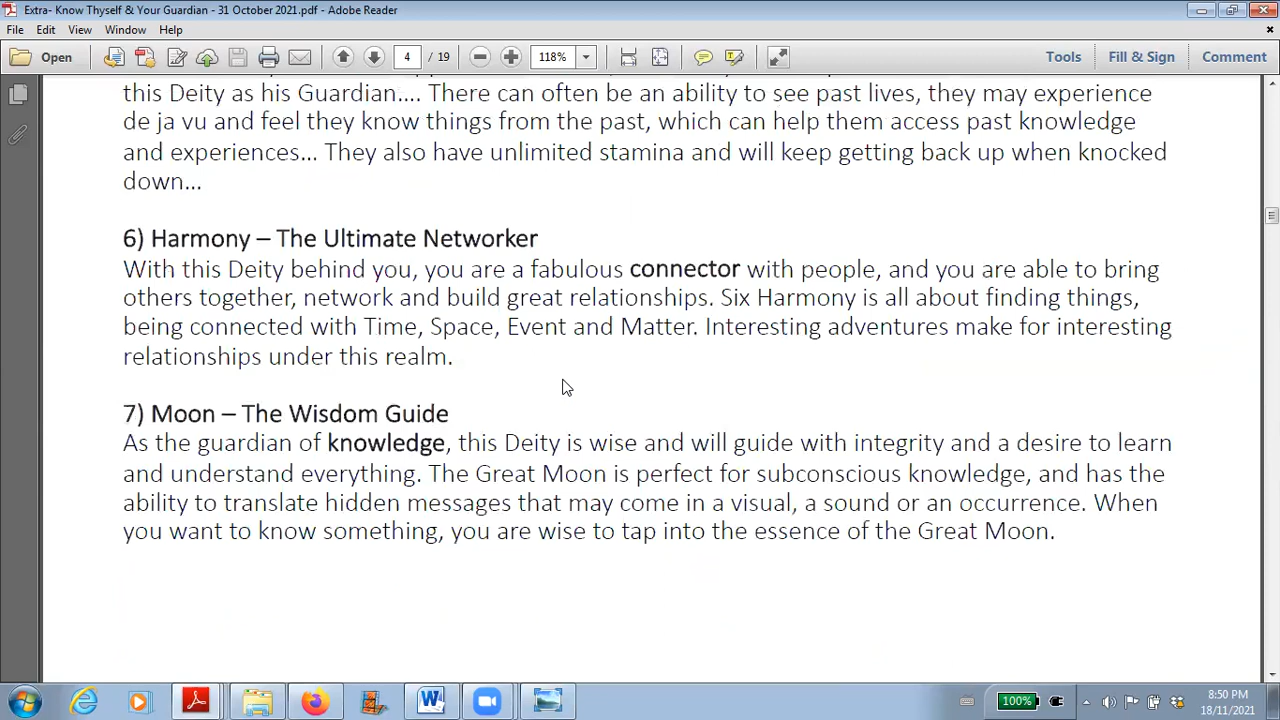 Extra- Know Thyself & Your Guardian - 31 October 2021.pdf - Adobe Reader
File Edit View Window Help
Open 4 / 19 118% Tools Fill & Sign Comment
this Deity as his Guardian.... There can often be an ability to see past lives, they may experience
de ja vu and feel they know things from the past, which can help them access past knowledge
and experiences... They also have unlimited stamina and will keep getting back up when knocked
down...
6) Harmony – The Ultimate Networker
With this Deity behind you, you are a fabulous connector with people, and you are able to bring
others together, network and build great relationships. Six Harmony is all about finding things,
being connected with Time, Space, Event and Matter. Interesting adventures make for interesting
relationships under this realm.
7) Moon – The Wisdom Guide
As the guardian of knowledge, this Deity is wise and will guide with integrity and a desire to learn
and understand everything. The Great Moon is perfect for subconscious knowledge, and has the
ability to translate hidden messages that may come in a visual, a sound or an occurrence. When
you want to know something, you are wise to tap into the essence of the Great Moon.
100% 8:50 PM
18/11/2021